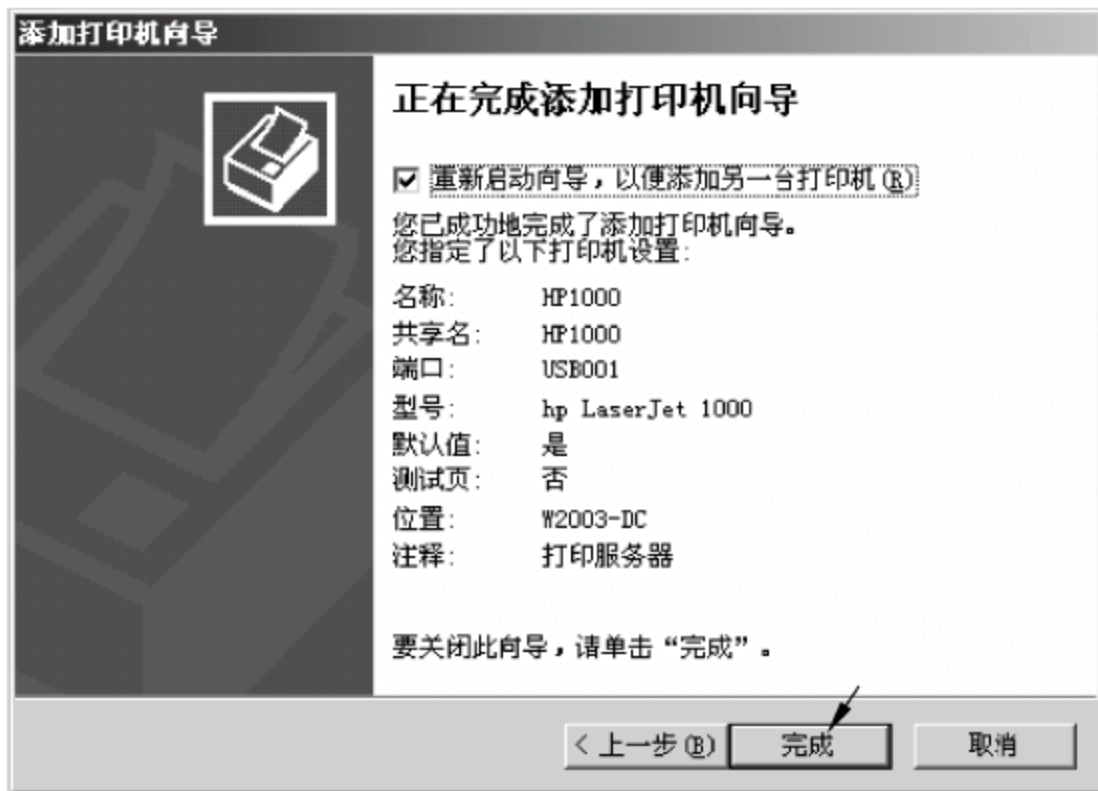 添加打印机向导
正在完成添加打印机向导
重新启动向导，以便添加另一台打印机(R)
您已成功地完成了添加打印机向导。
您指定了以下打印机设置:
名称: HP1000
共享名: HP1000
端口: USB001
型号: hp LaserJet 1000
默认值: 是
测试页: 否
位置: W2003-DC
注释: 打印服务器
要关闭此向导，请单击“完成”。
< 上一步(B) 完成 取消